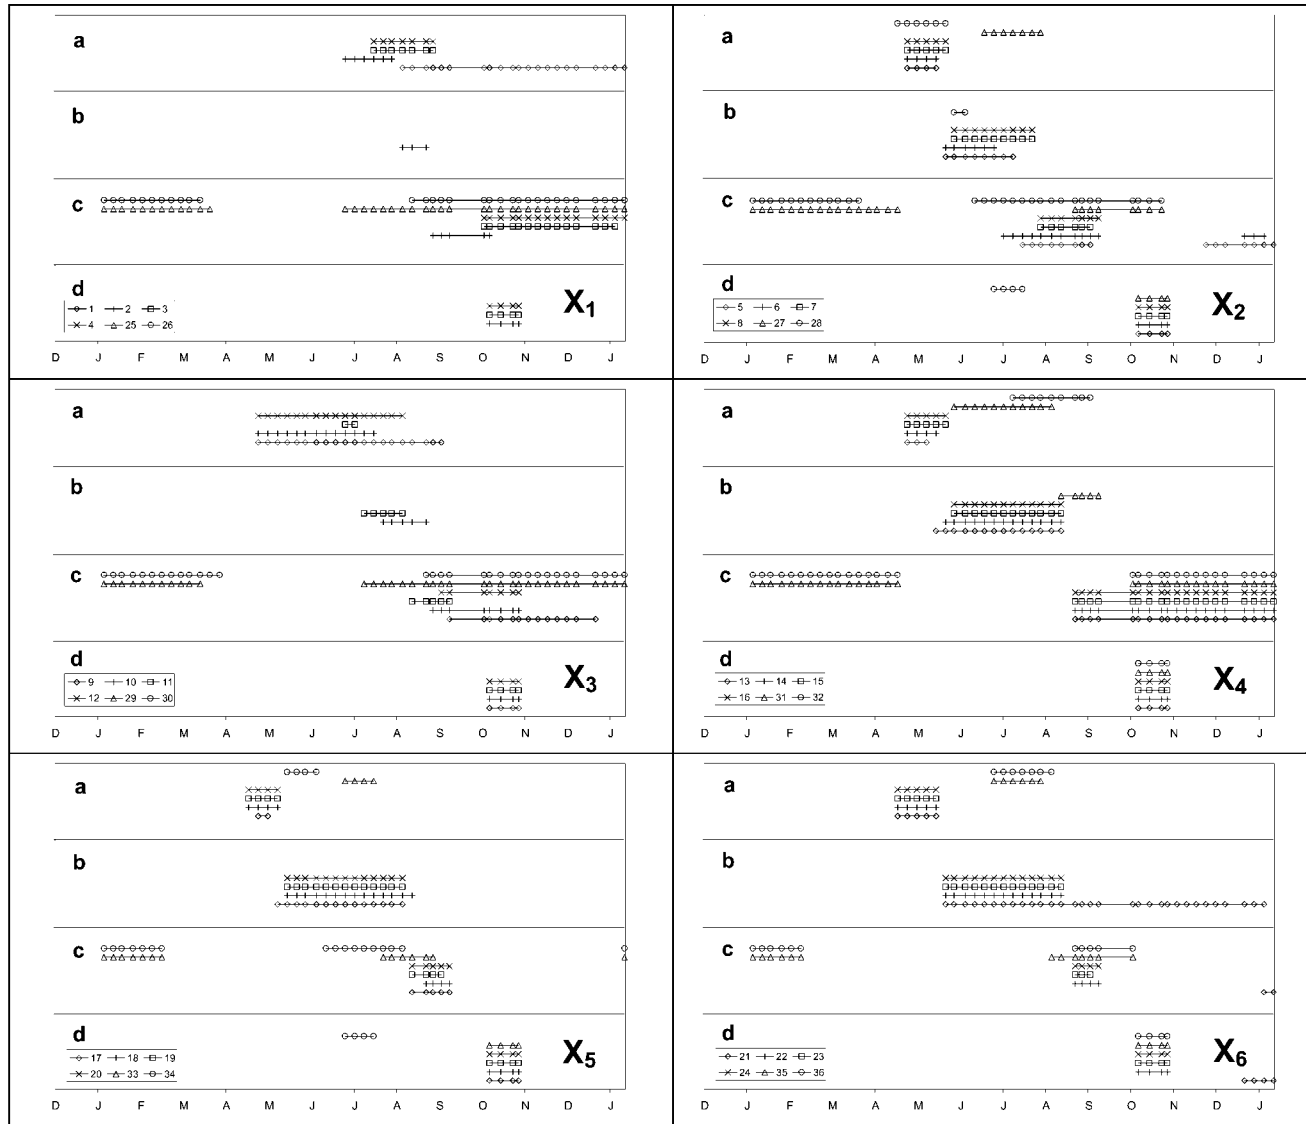 a
b
c
d
1 2 3
4 25 26
X1
D J F M A M J J A S O N D J
a
b
c
d
5 6 7
8 27 28
X2
D J F M A M J J A S O N D J
a
b
c
d
9 10 11
12 29 30
X3
D J F M A M J J A S O N D J
a
b
c
d
13 14 15
16 31 32
X4
D J F M A M J J A S O N D J
a
b
c
d
17 18 19
20 33 34
X5
D J F M A M J J A S O N D J
a
b
c
d
21 22 23
24 35 36
X6
D J F M A M J J A S O N D J